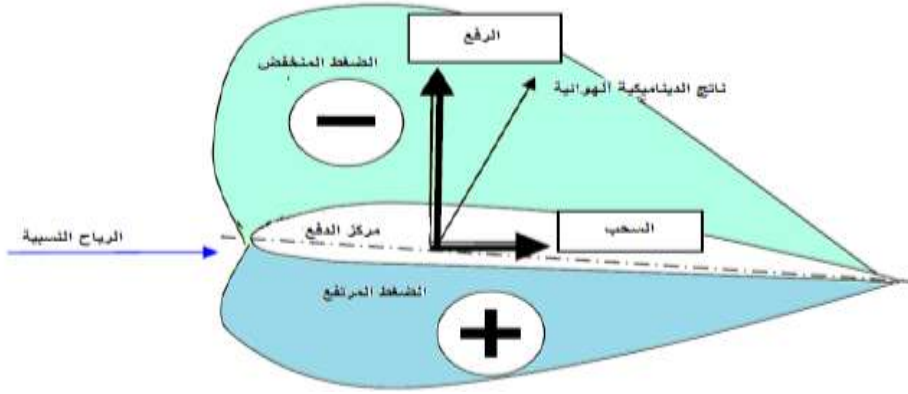 الرفع
الضغط المنخفض
ناتج الديناميكية الهوائية
السحب
مركز الدفع
الرياح النسبية
الضغط المرتفع